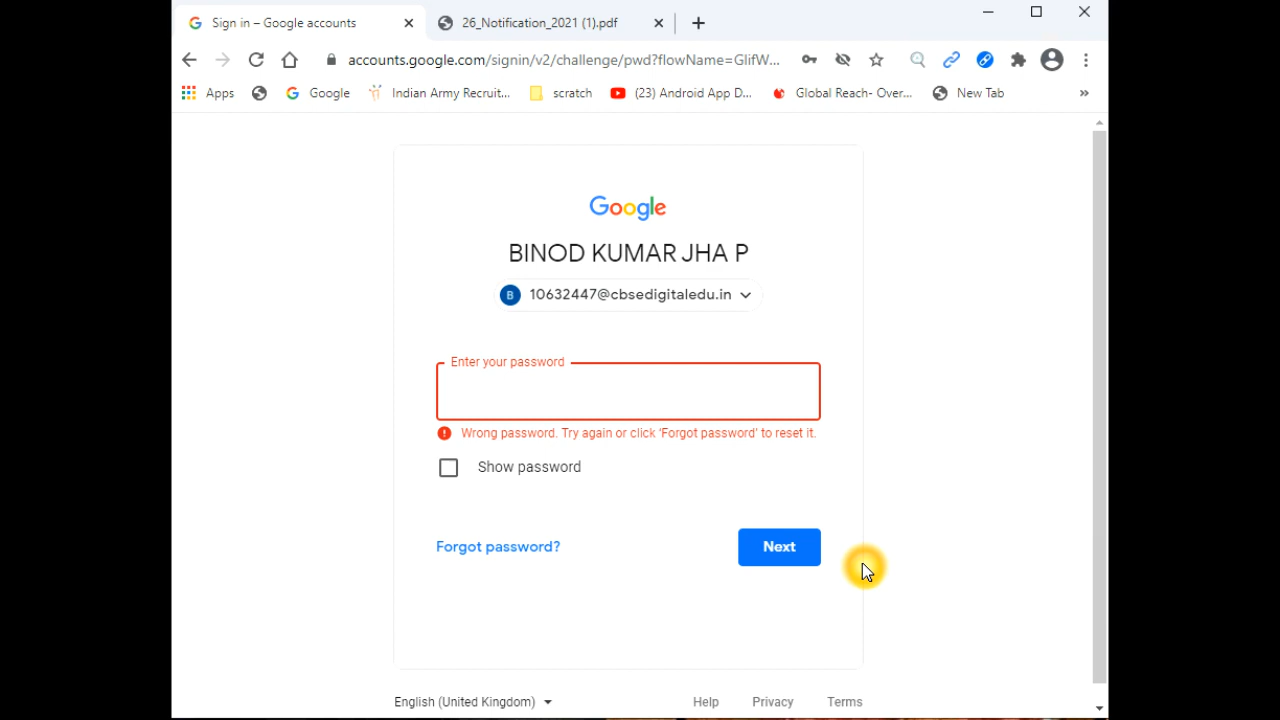 Sign in – Google accounts
26_Notification_2021 (1).pdf
accounts.google.com/signin/v2/challenge/pwd?flowName=GlifW...
Apps
Google
Indian Army Recruit...
scratch
(23) Android App D...
Global Reach- Over...
New Tab
»
Google
BINOD KUMAR JHA P
B 10632447@cbsedigitaledu.in
Enter your password
Wrong password. Try again or click 'Forgot password' to reset it.
Show password
Forgot password?
Next
English (United Kingdom)
Help
Privacy
Terms